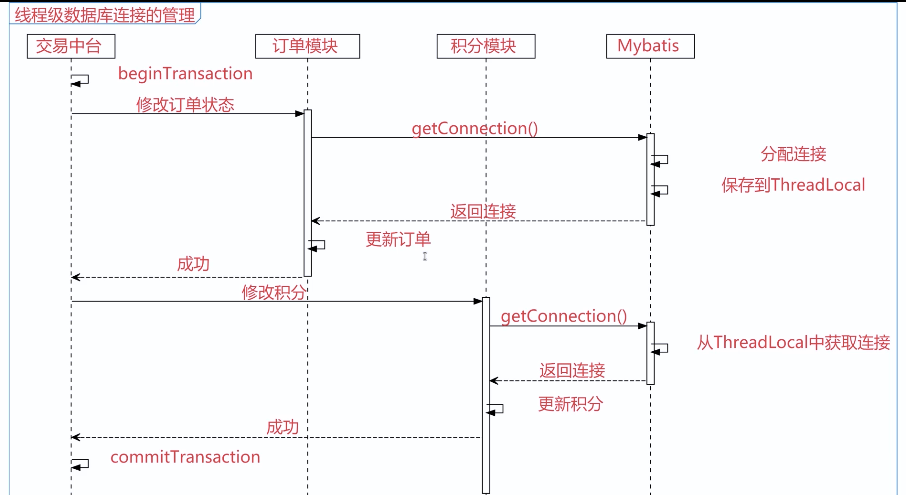 线程级数据库连接的管理
交易中台
订单模块
积分模块
Mybatis
beginTransaction
修改订单状态
getConnection()
分配连接
保存到ThreadLocal
返回连接
更新订单
成功
修改积分
getConnection()
从ThreadLocal中获取连接
返回连接
更新积分
成功
commitTransaction